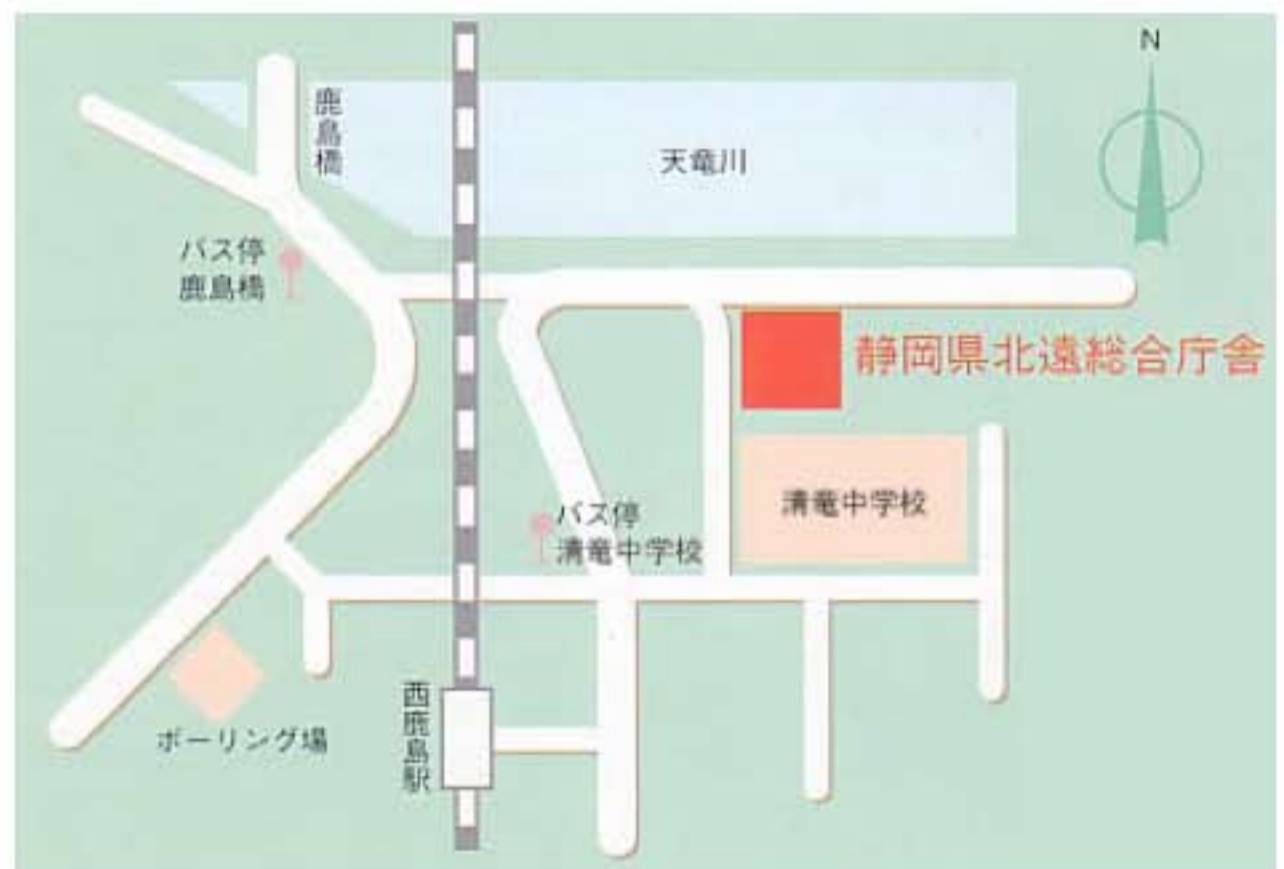 N
鹿島橋
天竜川
バス停
鹿島橋
静岡県北遠総合庁舎
清竜中学校
バス停
清竜中学校
西鹿島駅
ボーリング場